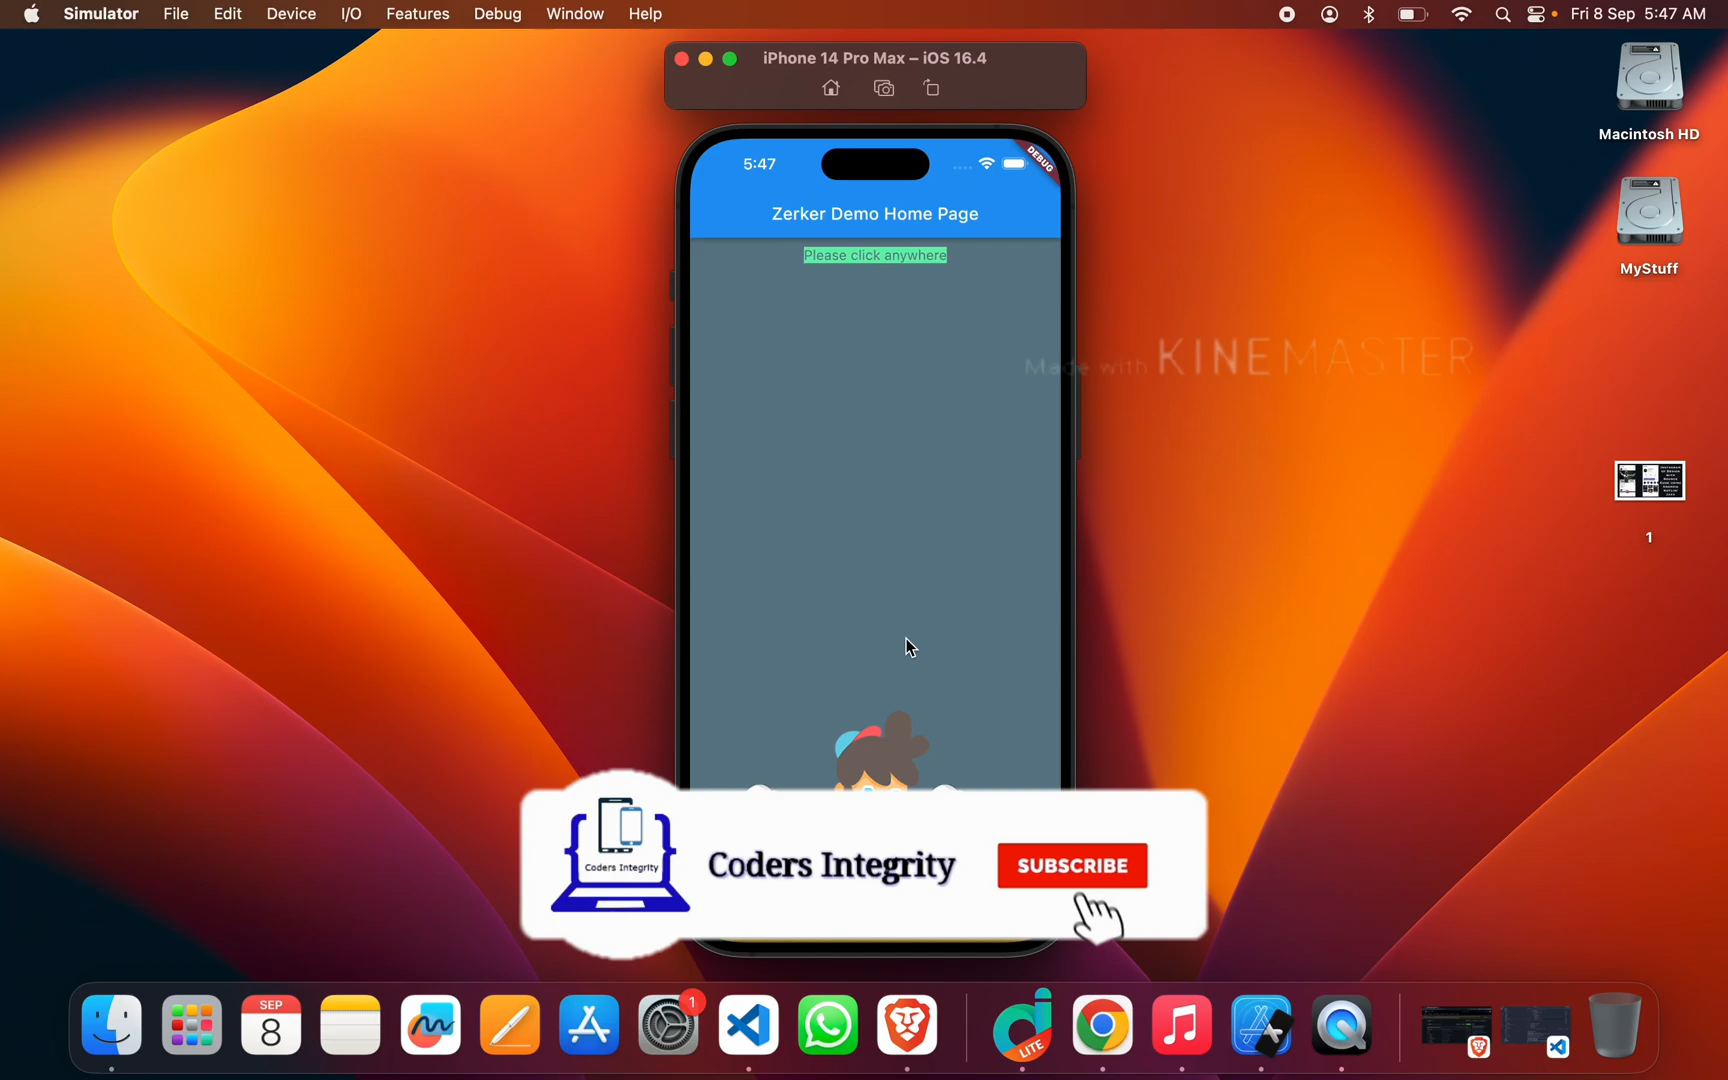 Simulator File Edit Device I/O Features Debug Window Help Fri 8 Sep 5:47 AM
iPhone 14 Pro Max – iOS 16.4
Macintosh HD
5:47
DEBUG
Zerker Demo Home Page
Please click anywhere
MyStuff
Made with KINEMASTER
1
Coders Integrity
Coders Integrity
SUBSCRIBE
SEP
8
1
LITE